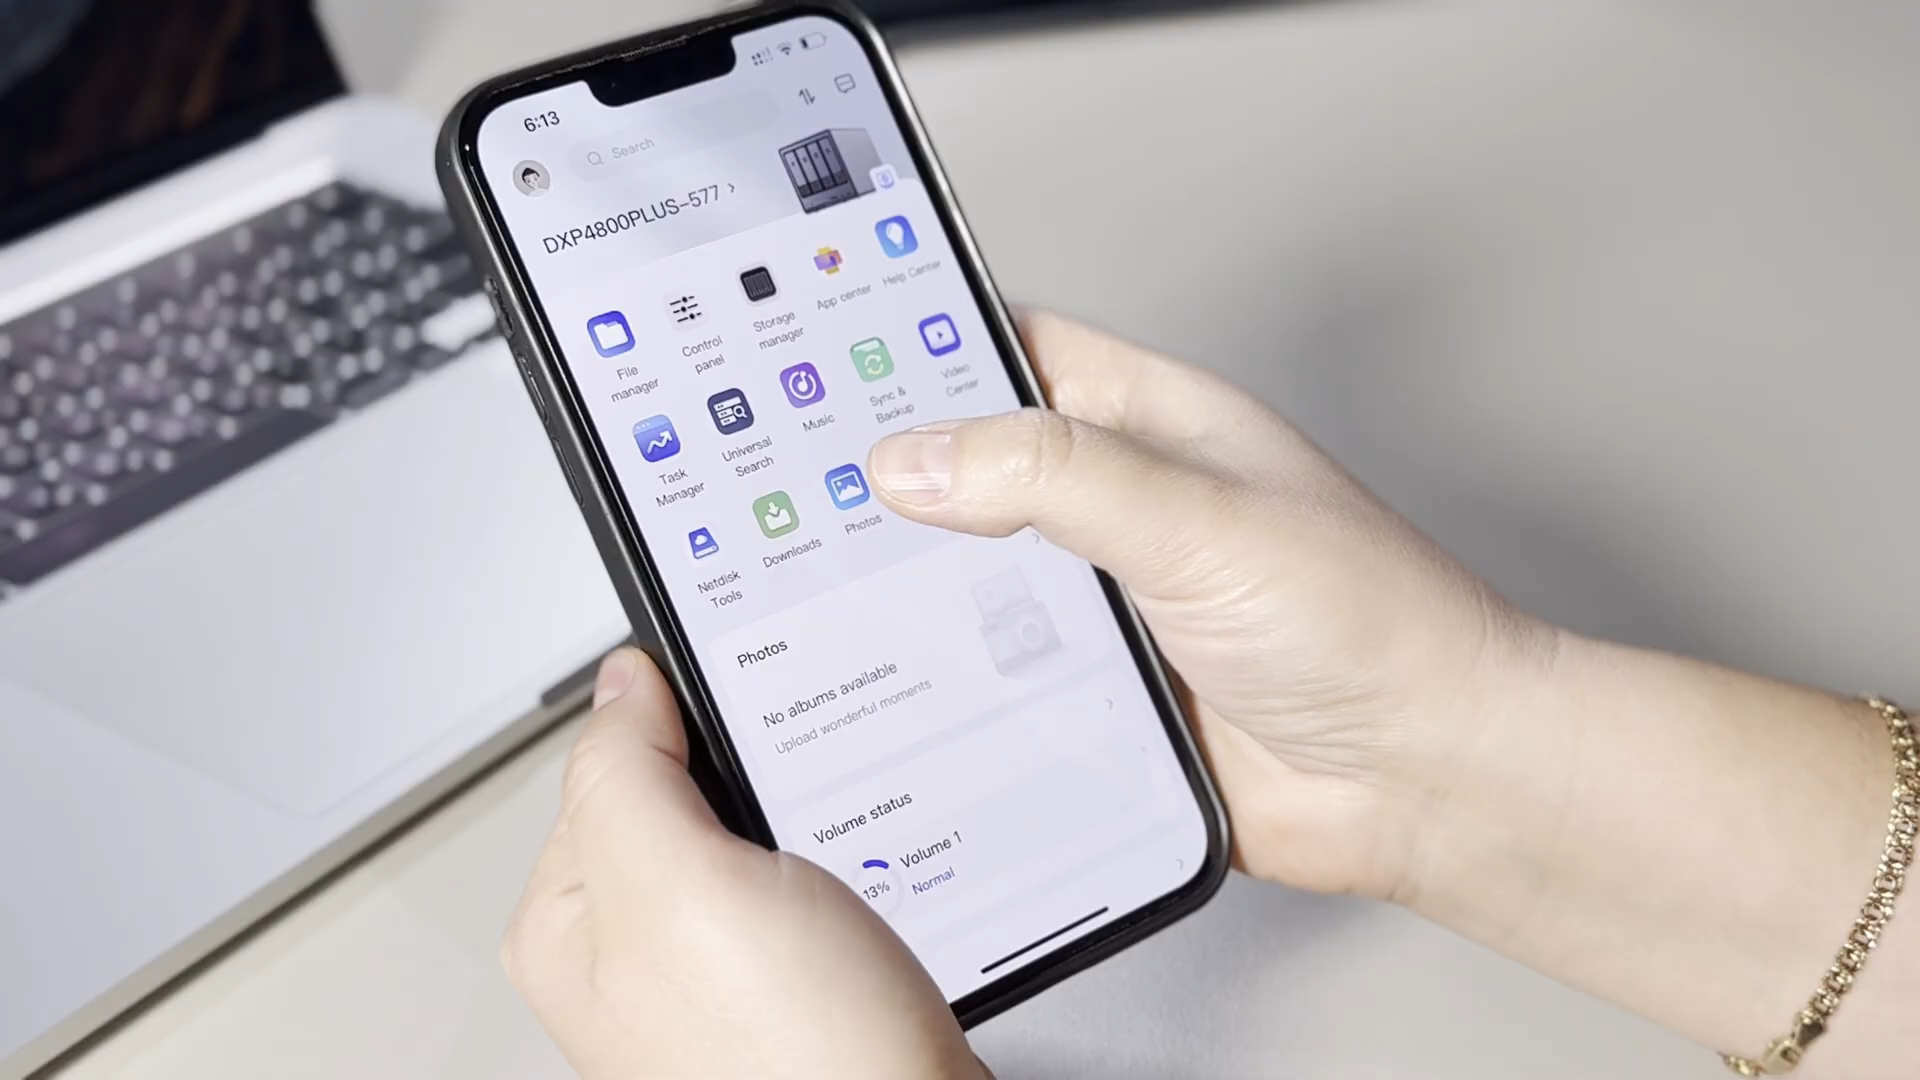 6:13
Search
DXP4800PLUS-577
File
manager
Control
panel
Storage
manager
App center
Help Center
Task
Manager
Universal
Search
Music
Sync &
Backup
Video
Center
Netdisk
Tools
Downloads
Photos
Photos
No albums available
Upload wonderful moments
Volume status
13%
Volume 1
Normal